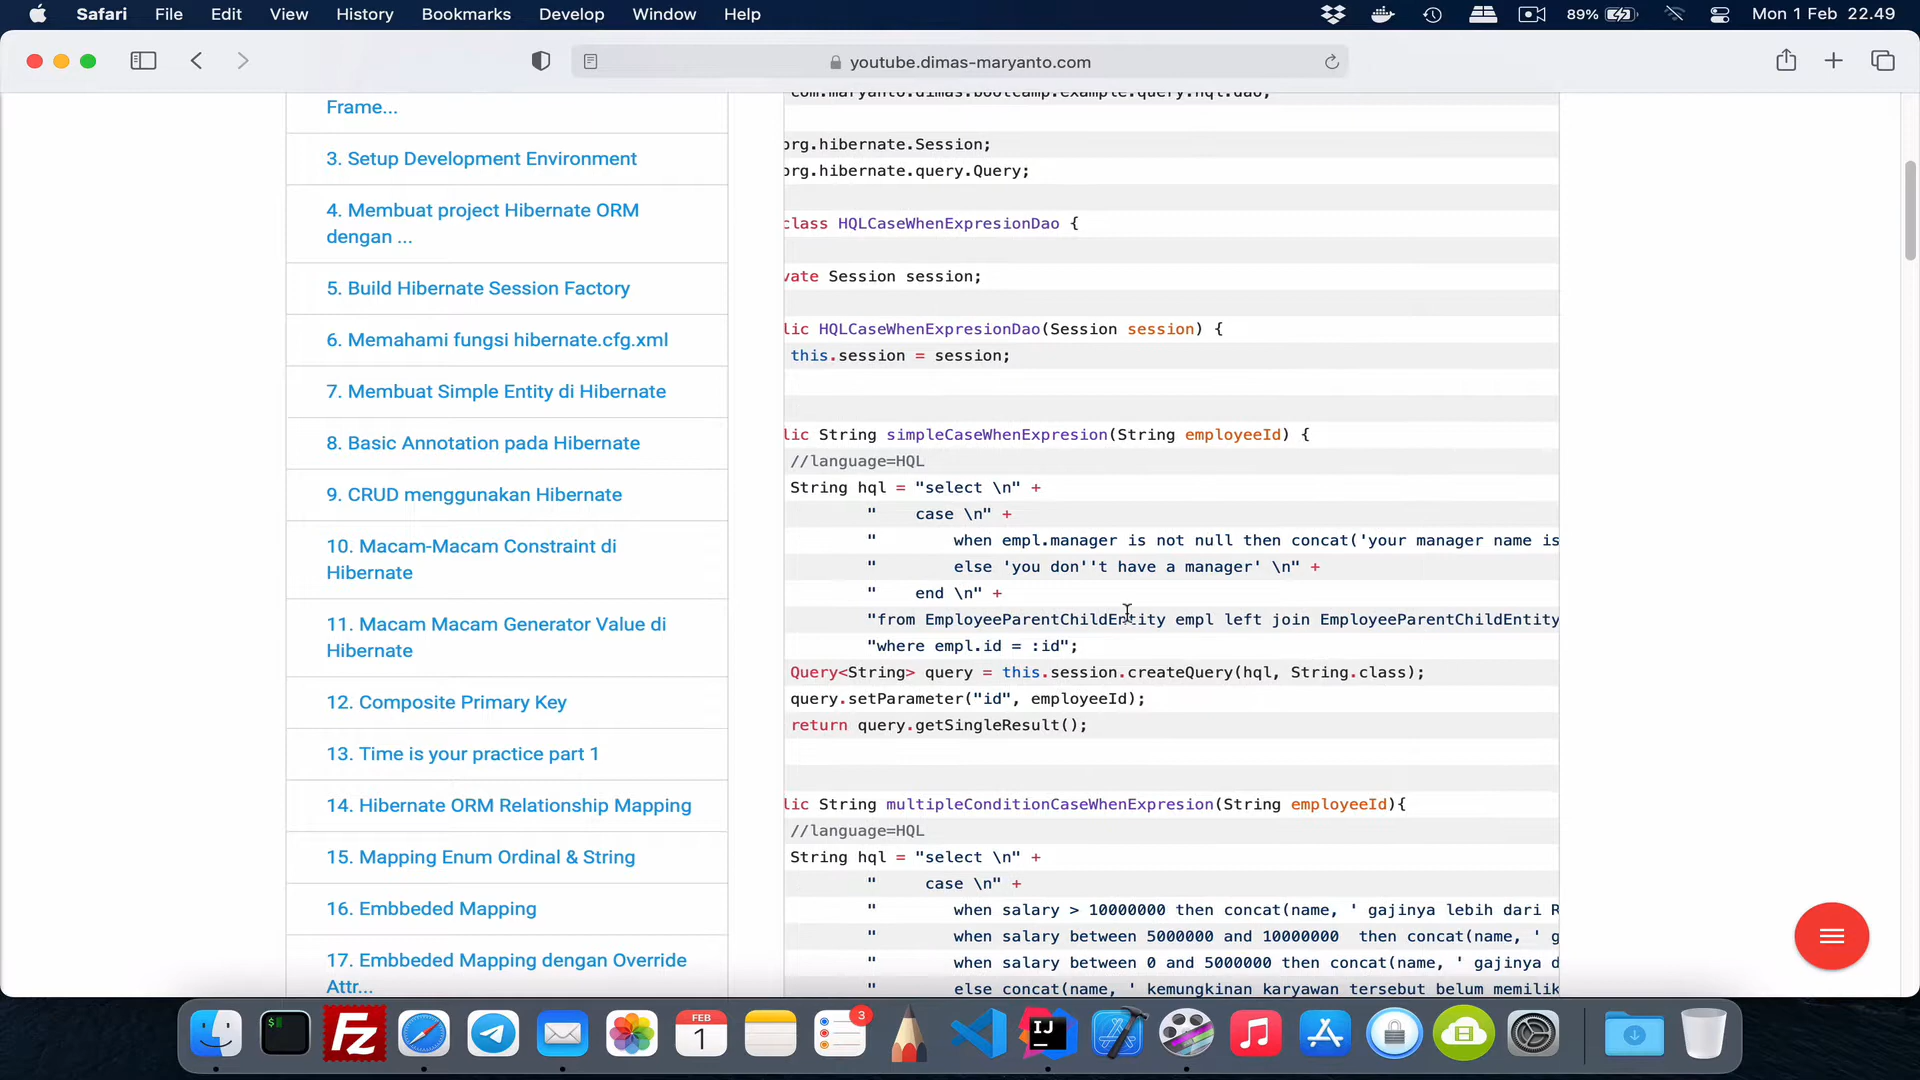 Safari File Edit View History Bookmarks Develop Window Help 89% Mon 1 Feb 22.49
youtube.dimas-maryanto.com
Frame...
3. Setup Development Environment
4. Membuat project Hibernate ORM
dengan ...
5. Build Hibernate Session Factory
6. Memahami fungsi hibernate.cfg.xml
7. Membuat Simple Entity di Hibernate
8. Basic Annotation pada Hibernate
9. CRUD menggunakan Hibernate
10. Macam-Macam Constraint di
Hibernate
11. Macam Macam Generator Value di
Hibernate
12. Composite Primary Key
13. Time is your practice part 1
14. Hibernate ORM Relationship Mapping
15. Mapping Enum Ordinal & String
16. Embbeded Mapping
17. Embbeded Mapping dengan Override
Attr...
com.maryanto.dimas.bootcamp.example.query.hql.dao;
org.hibernate.Session;
org.hibernate.query.Query;
class HQLCaseWhenExpresionDao {
vate Session session;
lic HQLCaseWhenExpresionDao(Session session) {
this.session = session;
lic String simpleCaseWhenExpresion(String employeeId) {
//language=HQL
String hql = "select \n" +
"    case \n" +
"        when empl.manager is not null then concat('your manager name is
"        else 'you don''t have a manager' \n" +
"    end \n" +
"from EmployeeParentChildEntity empl left join EmployeeParentChildEntity
"where empl.id = :id";
Query<String> query = this.session.createQuery(hql, String.class);
query.setParameter("id", employeeId);
return query.getSingleResult();
lic String multipleConditionCaseWhenExpresion(String employeeId){
//language=HQL
String hql = "select \n" +
"     case \n" +
"        when salary > 10000000 then concat(name, ' gajinya lebih dari R
"        when salary between 5000000 and 10000000  then concat(name, ' g
"        when salary between 0 and 5000000 then concat(name, ' gajinya d
"        else concat(name, ' kemungkinan karyawan tersebut belum memilik
FEB
1
3
IJ
$
Fz